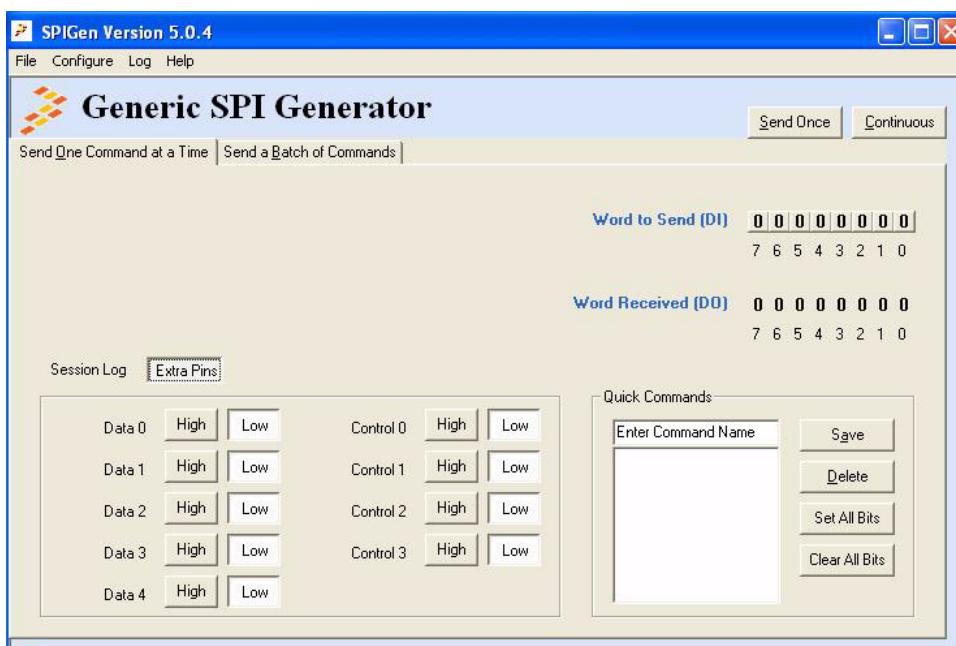 SPIGen Version 5.0.4
File Configure Log Help
Generic SPI Generator
Send Once Continuous
Send One Command at a Time Send a Batch of Commands
Word to Send (DI) 0 0 0 0 0 0 0 0
7 6 5 4 3 2 1 0
Word Received (DO) 0 0 0 0 0 0 0 0
7 6 5 4 3 2 1 0
Session Log Extra Pins
Data 0 High Low Control 0 High Low
Data 1 High Low Control 1 High Low
Data 2 High Low Control 2 High Low
Data 3 High Low Control 3 High Low
Data 4 High Low
Quick Commands
Enter Command Name
Save
Delete
Set All Bits
Clear All Bits